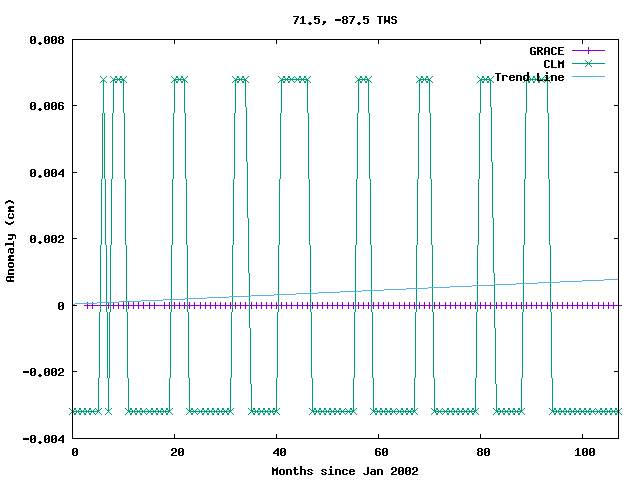 71.5, -87.5 TWS
0.008
0.006
0.004
0.002
0
-0.002
-0.004
GRACE
CLM
Trend Line
Anomaly (cm)
0 20 40 60 80 100
Months since Jan 2002